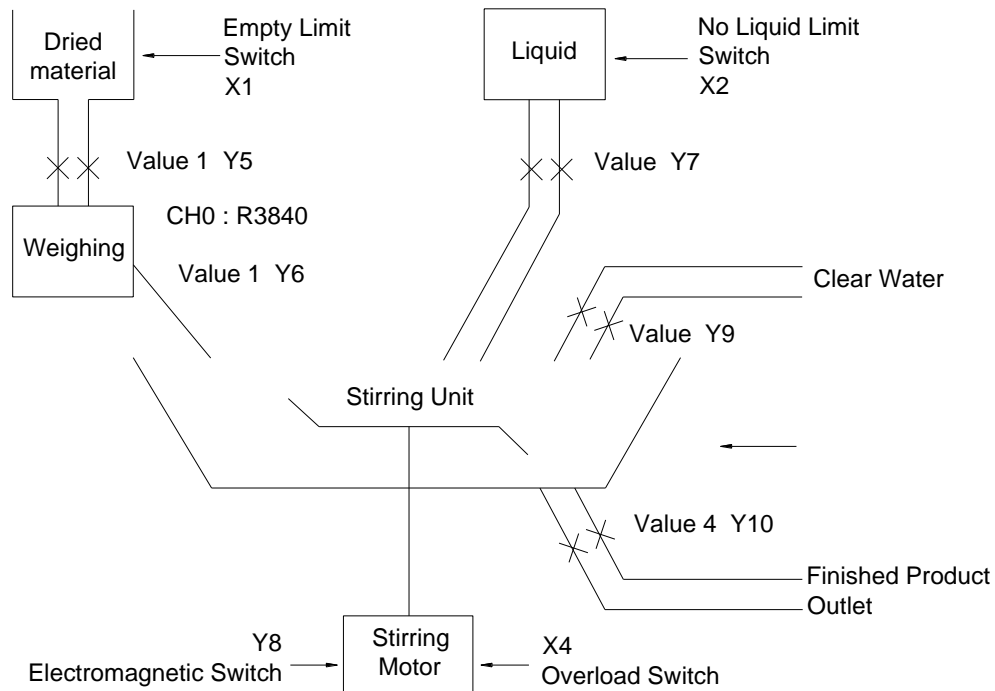 Dried
material
Empty Limit
Switch
X1
Liquid
No Liquid Limit
Switch
X2
Value 1 Y5
Value Y7
CH0 : R3840
Weighing
Value 1 Y6
Clear Water
Value Y9
Stirring Unit
Value 4 Y10
Finished Product
Outlet
Y8
Electromagnetic Switch
Stirring
Motor
X4
Overload Switch